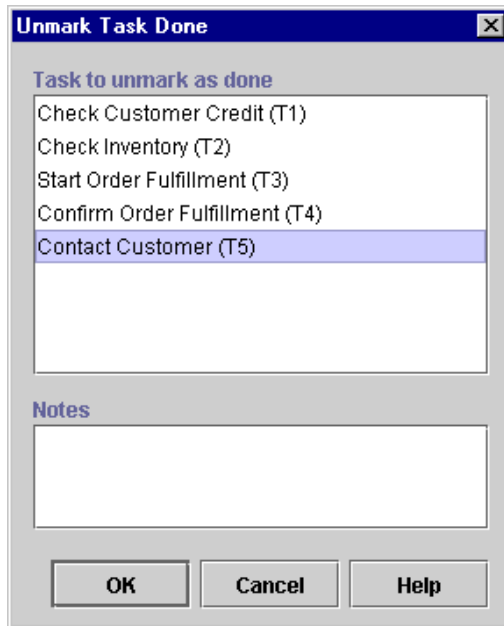 Unmark Task Done
Task to unmark as done
Check Customer Credit (T1)
Check Inventory (T2)
Start Order Fulfillment (T3)
Confirm Order Fulfillment (T4)
Contact Customer (T5)
Notes
OK Cancel Help